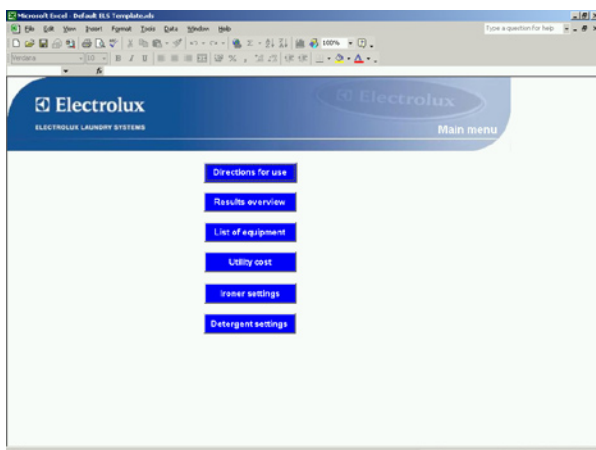 Microsoft Excel - Default ELS Template.xls
File Edit View Insert Format Tools Data Window Help
Type a question for help
100%
Verdana 10 B I U
fx
Electrolux
Electrolux
ELECTROLUX LAUNDRY SYSTEMS
Main menu
Directions for use
Results overview
List of equipment
Utility cost
Ironer settings
Detergent settings